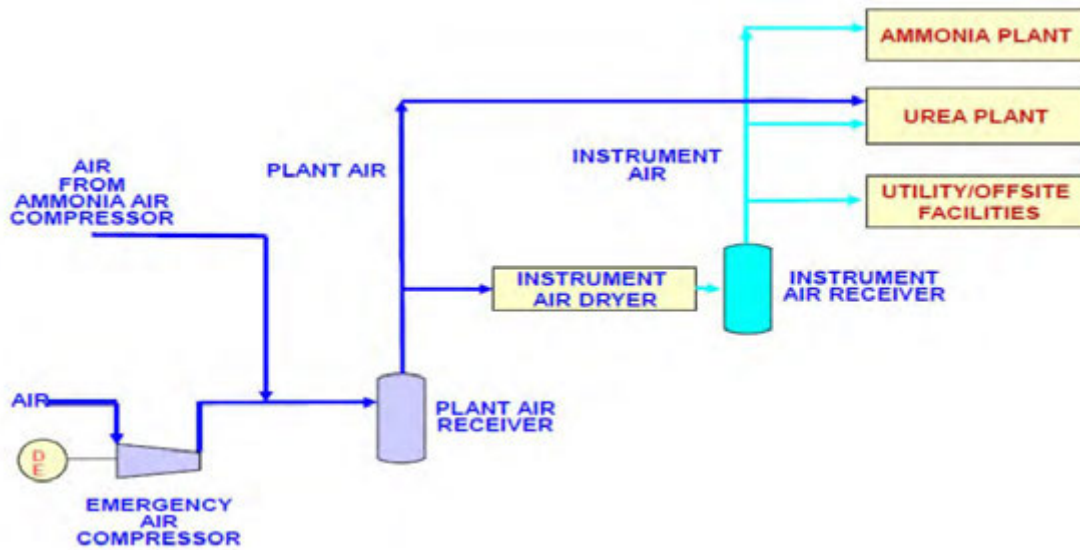 AMMONIA PLANT
UREA PLANT
UTILITY/OFFSITE
FACILITIES
PLANT AIR
INSTRUMENT
AIR
AIR
FROM
AMMONIA AIR
COMPRESSOR
INSTRUMENT
AIR DRYER
INSTRUMENT
AIR RECEIVER
AIR
PLANT AIR
RECEIVER
D
E
EMERGENCY
AIR
COMPRESSOR